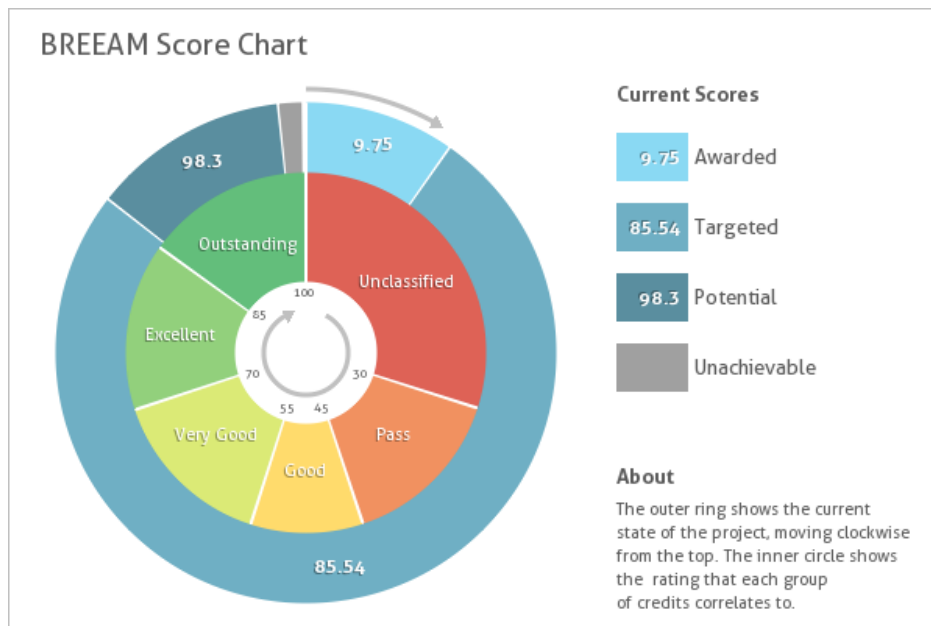 BREEAM Score Chart
9.75
98.3
Outstanding
Unclassified
100
85
Excellent
70
30
55
45
Very Good
Pass
Good
85.54
Current Scores
9.75 Awarded
85.54 Targeted
98.3 Potential
Unachievable
About
The outer ring shows the current
state of the project, moving clockwise
from the top. The inner circle shows
the rating that each group
of credits correlates to.